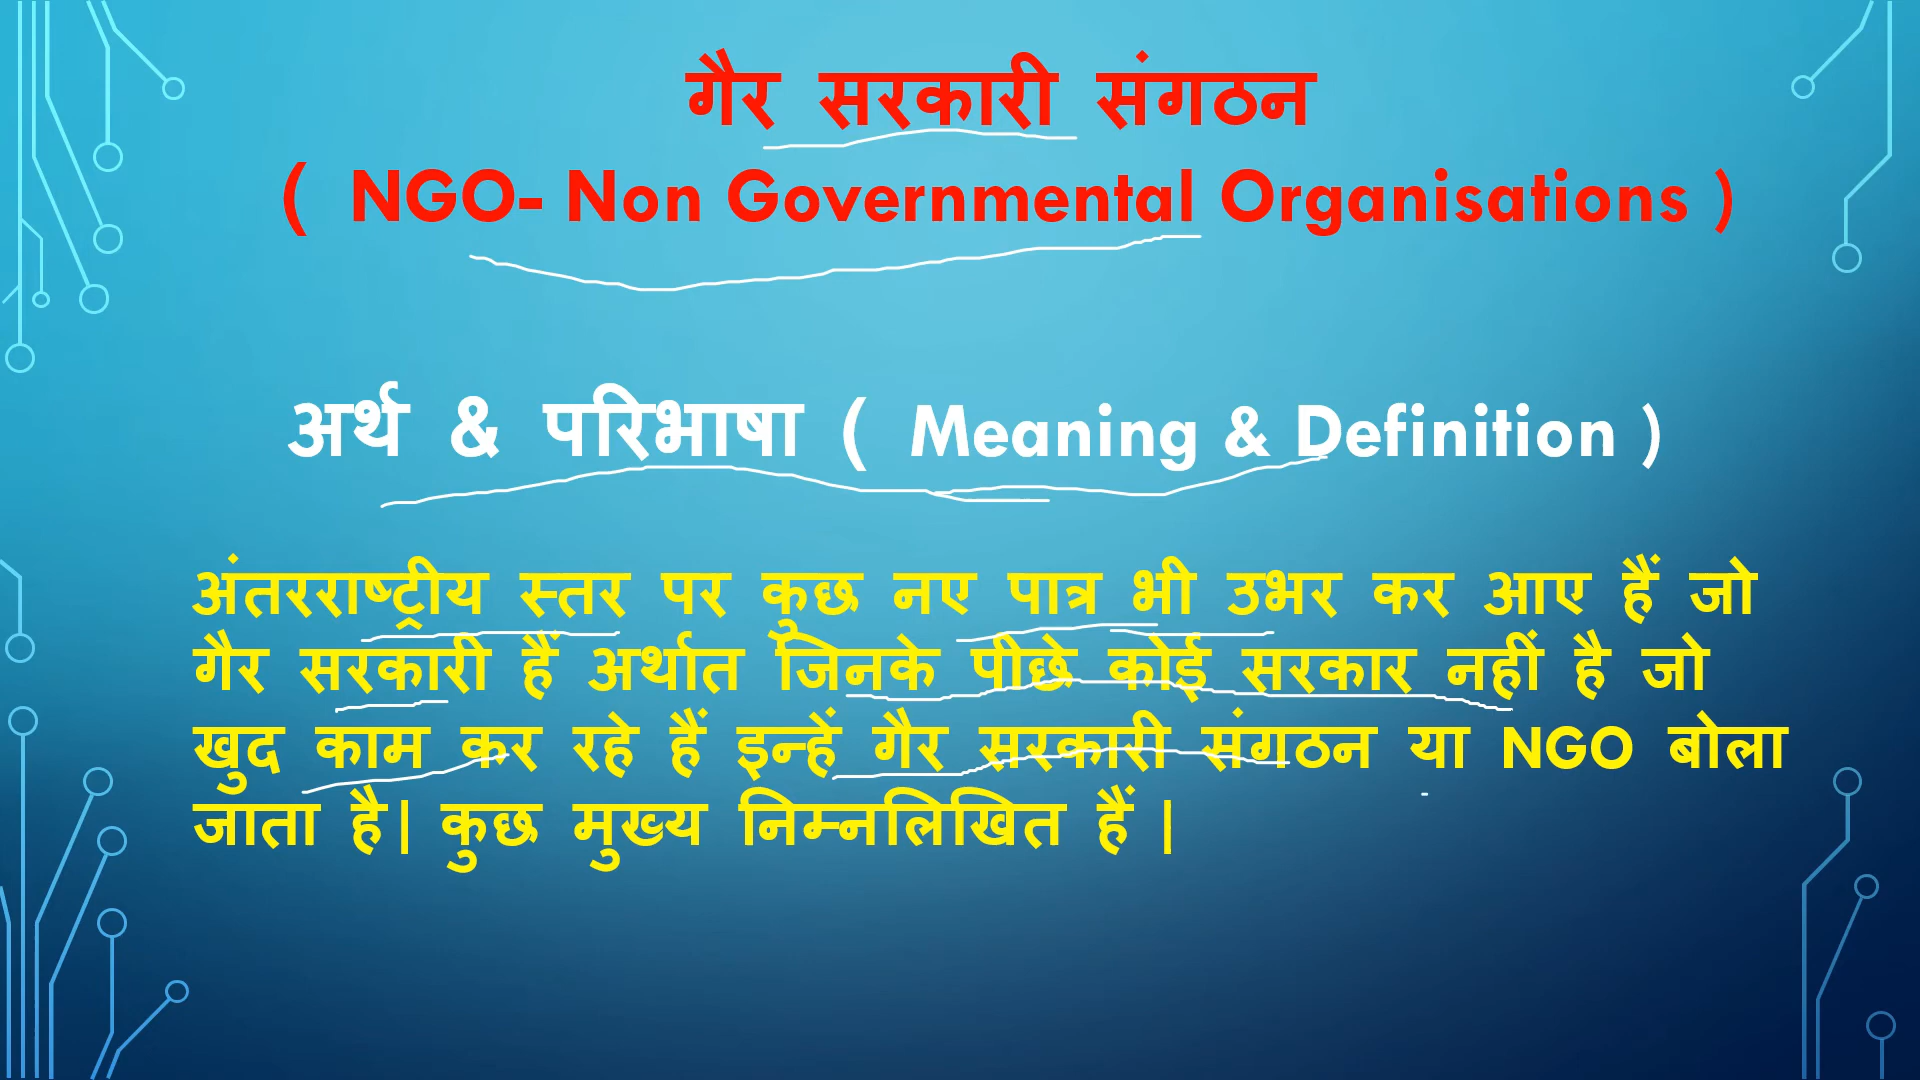 गैर सरकारी संगठन
( NGO- Non Governmental Organisations )
अर्थ & परिभाषा ( Meaning & Definition )
अंतरराष्ट्रीय स्तर पर कुछ नए पात्र भी उभर कर आए हैं जो
गैर सरकारी हैं अर्थात जिनके पीछे कोई सरकार नहीं है जो
खुद काम कर रहे हैं इन्हें गैर सरकारी संगठन या NGO बोला
जाता है| कुछ मुख्य निम्नलिखित हैं |